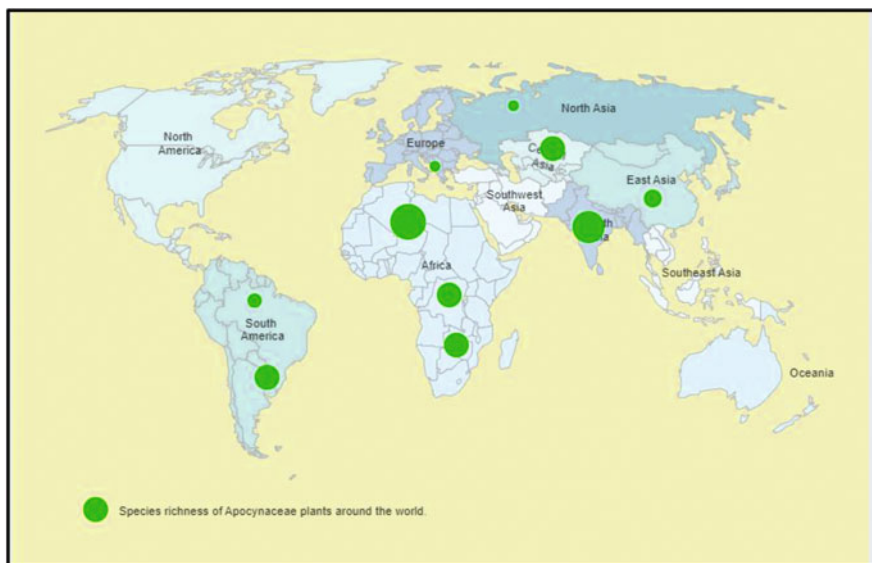 North Asia
North
America
Europe
Asia
East Asia
Southwest
Asia
Africa
Southeast Asia
South
America
Oceania
Species richness of Apocynaceae plants around the world.